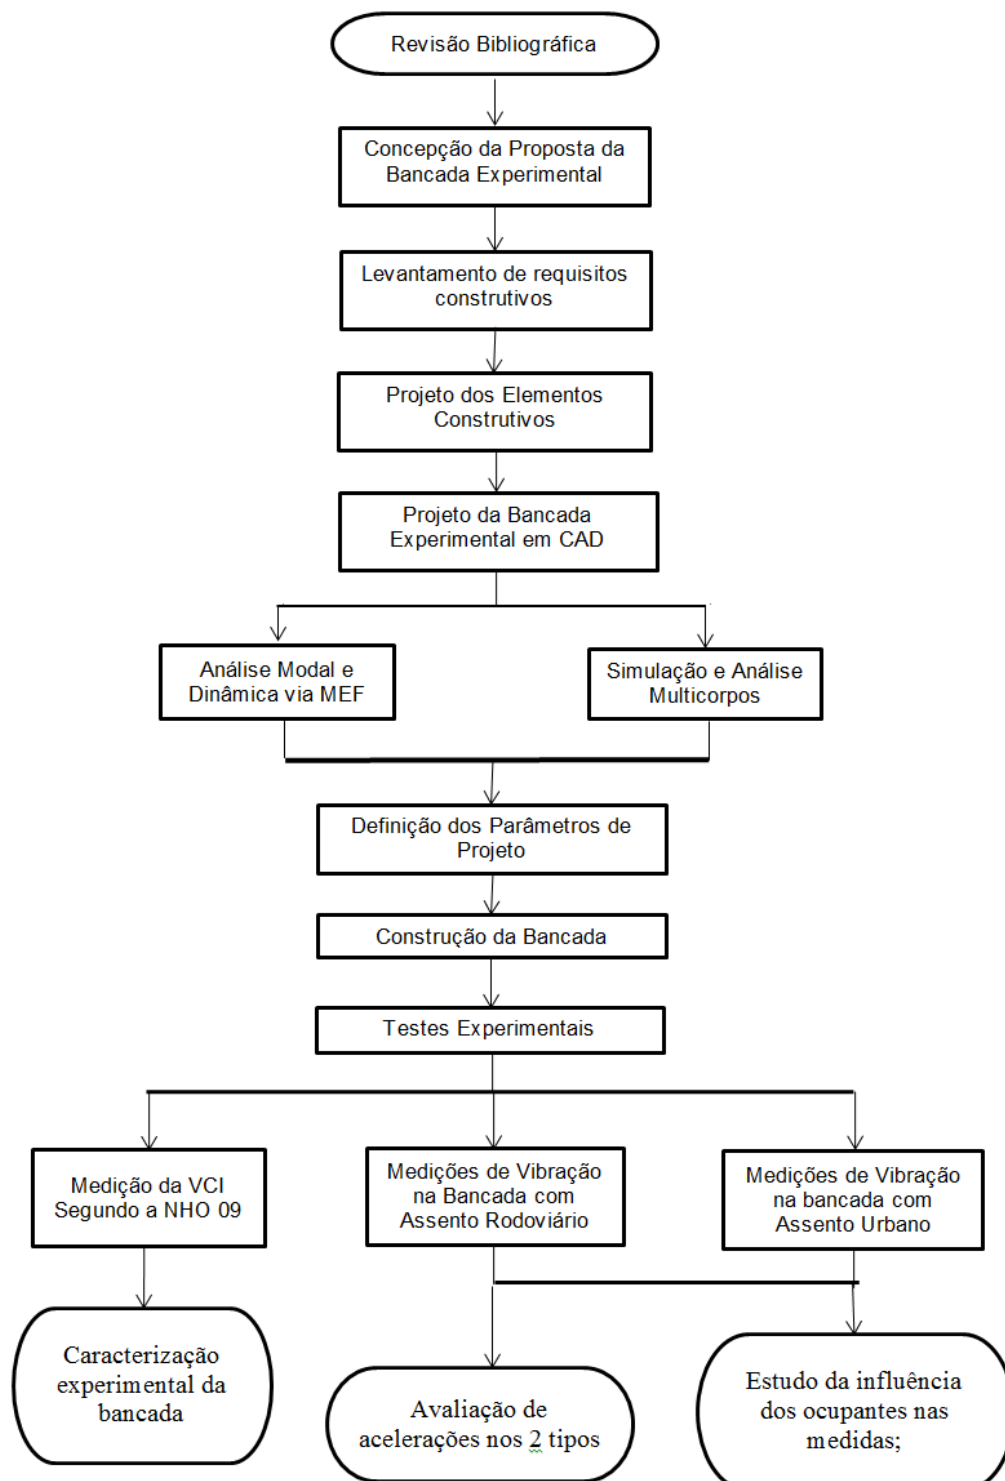 Revisão Bibliográfica
Concepção da Proposta da
Bancada Experimental
Levantamento de requisitos
construtivos
Projeto dos Elementos
Construtivos
Projeto da Bancada
Experimental em CAD
Análise Modal e
Dinâmica via MEF
Simulação e Análise
Multicorpos
Definição dos Parâmetros de
Projeto
Construção da Bancada
Testes Experimentais
Medição da VCI
Segundo a NHO 09
Medições de Vibração
na Bancada com
Assento Rodoviário
Medições de Vibração
na bancada com
Assento Urbano
Caracterização
experimental da
bancada
Avaliação de
acelerações nos 2 tipos
Estudo da influência
dos ocupantes nas
medidas;